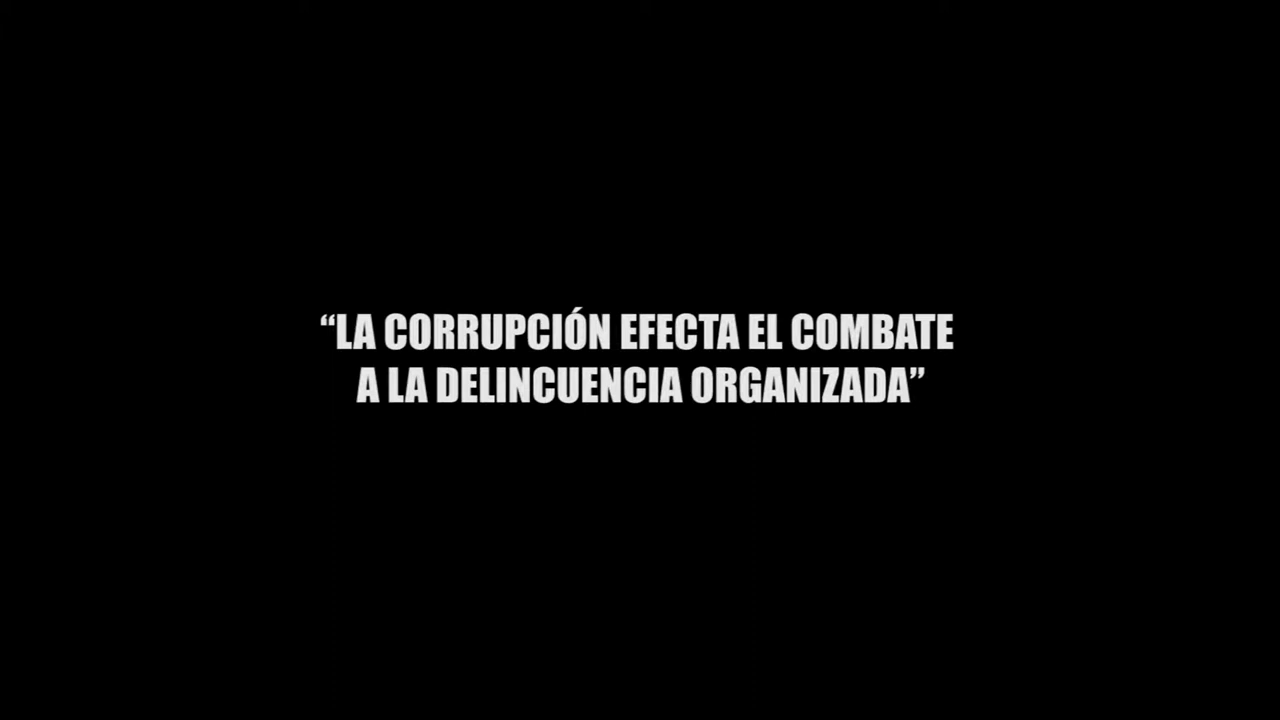 “LA CORRUPCIÓN EFECTA EL COMBATE
A LA DELINCUENCIA ORGANIZADA”